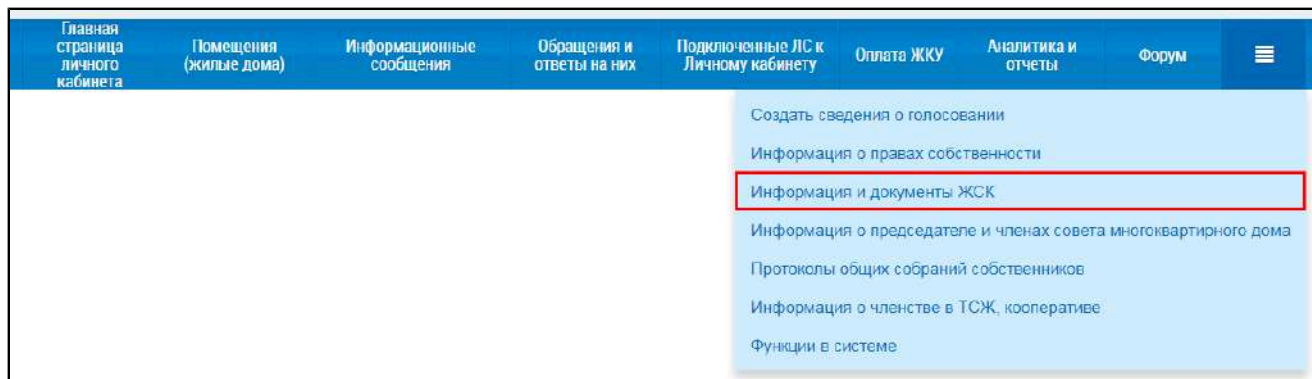 Главная
страница
личного
кабинета
Помещения
(жилые дома)
Информационные
сообщения
Обращения и
ответы на них
Подключенные ЛС к
Личному кабинету
Оплата ЖКУ
Аналитика и
отчеты
Форум
Создать сведения о голосовании
Информация о правах собственности
Информация и документы ЖСК
Информация о председателе и членах совета многоквартирного дома
Протоколы общих собраний собственников
Информация о членстве в ТСЖ, кооперативе
Функции в системе